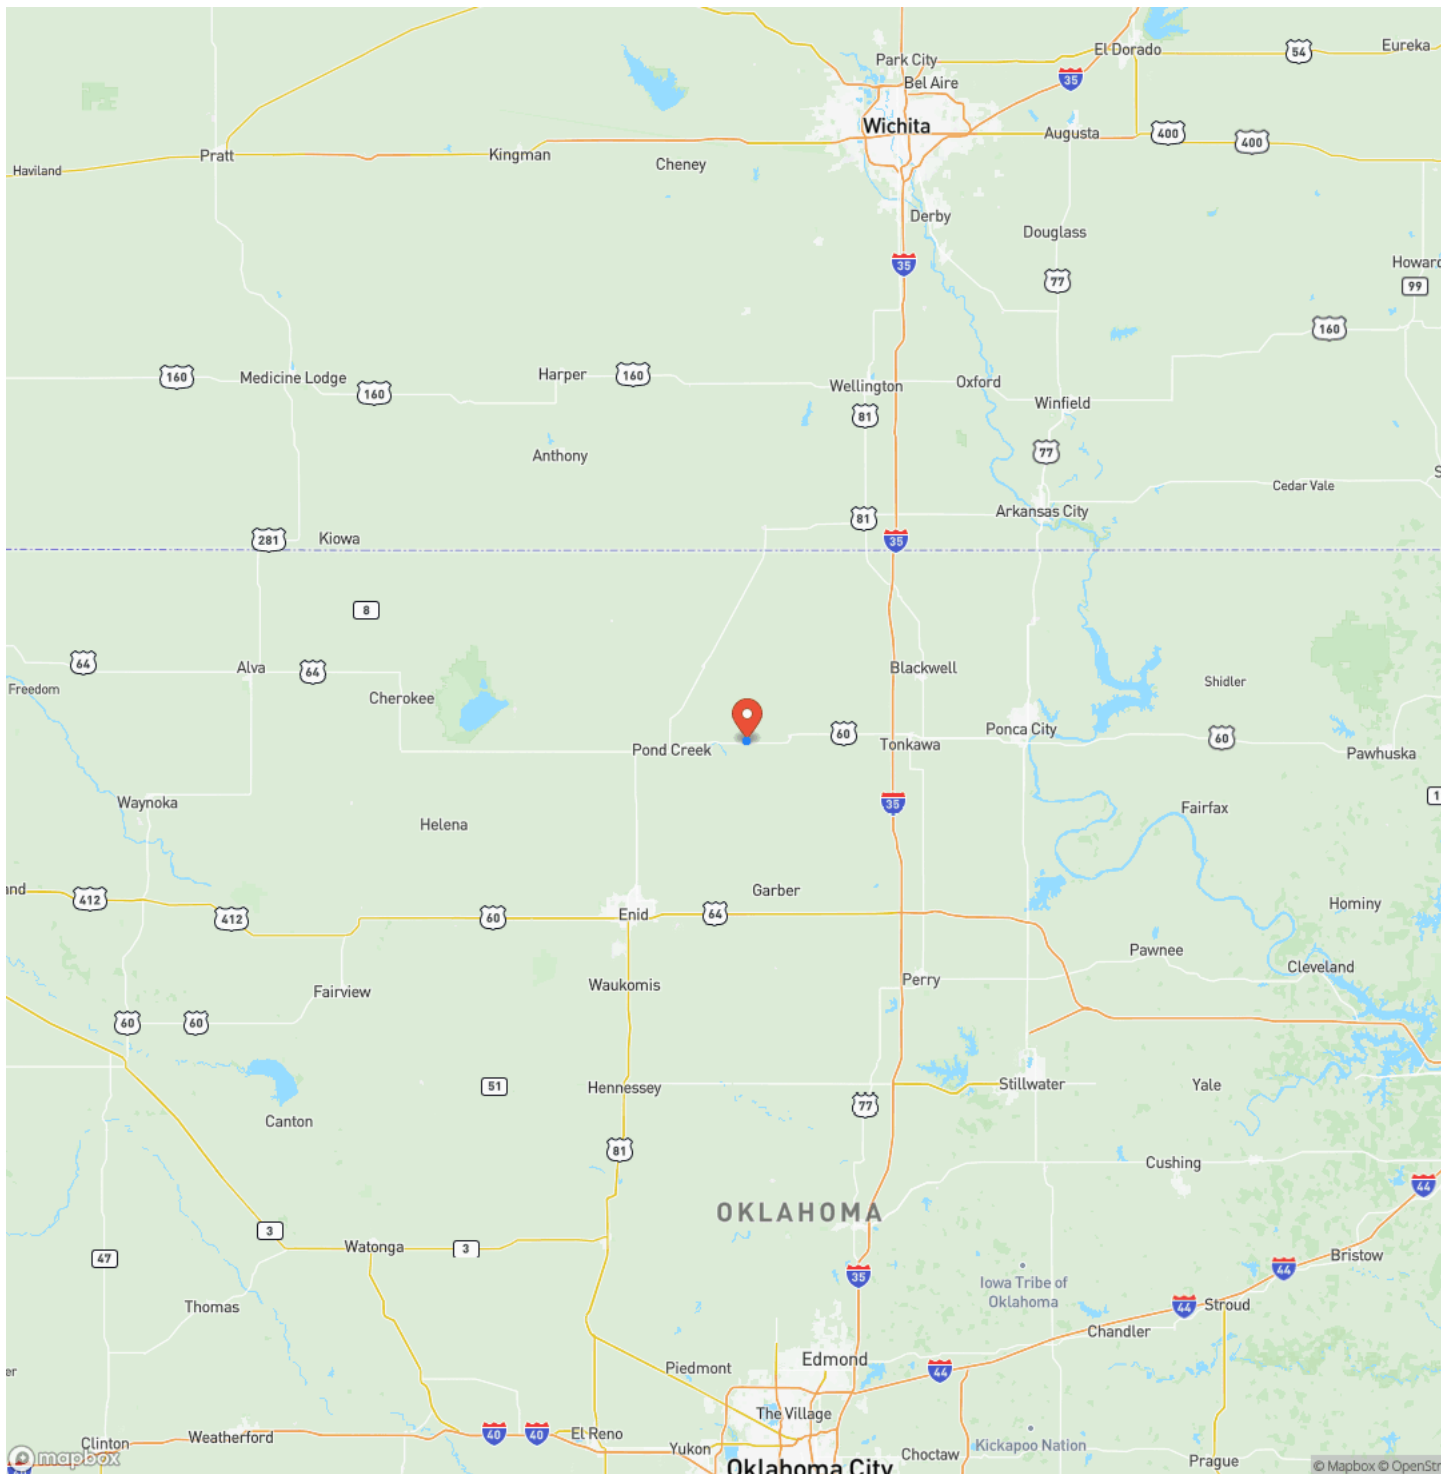 El Dorado
54
Eureka
Park City
35
Bel Aire
Wichita
Augusta
400
400
Pratt
Kingman
Cheney
Haviland
Derby
Douglass
35
77
Howard
99
160
160
Medicine Lodge
160
Harper
160
Wellington
Oxford
Winfield
81
77
Anthony
Cedar Vale
S
Arkansas City
81
281
Kiowa
35
8
64
Alva
64
Blackwell
Freedom
Cherokee
Shidler
60
Ponca City
60
Pond Creek
Tonkawa
Pawhuska
Waynoka
35
Fairfax
1
Helena
Garber
and
412
412
60
Enid
64
Hominy
Pawnee
Cleveland
Perry
Waukomis
Fairview
60
60
51
Hennessey
Stillwater
Yale
77
Canton
81
Cushing
44
OKLAHOMA
3
Watonga
3
47
Bristow
44
35
Iowa Tribe of
Oklahoma
44
Stroud
Thomas
Chandler
Edmond
Piedmont
44
er
The Village
40
40
El Reno
Weatherford
Clinton
Yukon
Choctaw
Kickapoo Nation
mapbox
Prague
Oklahoma City
© Mapbox © OpenStr